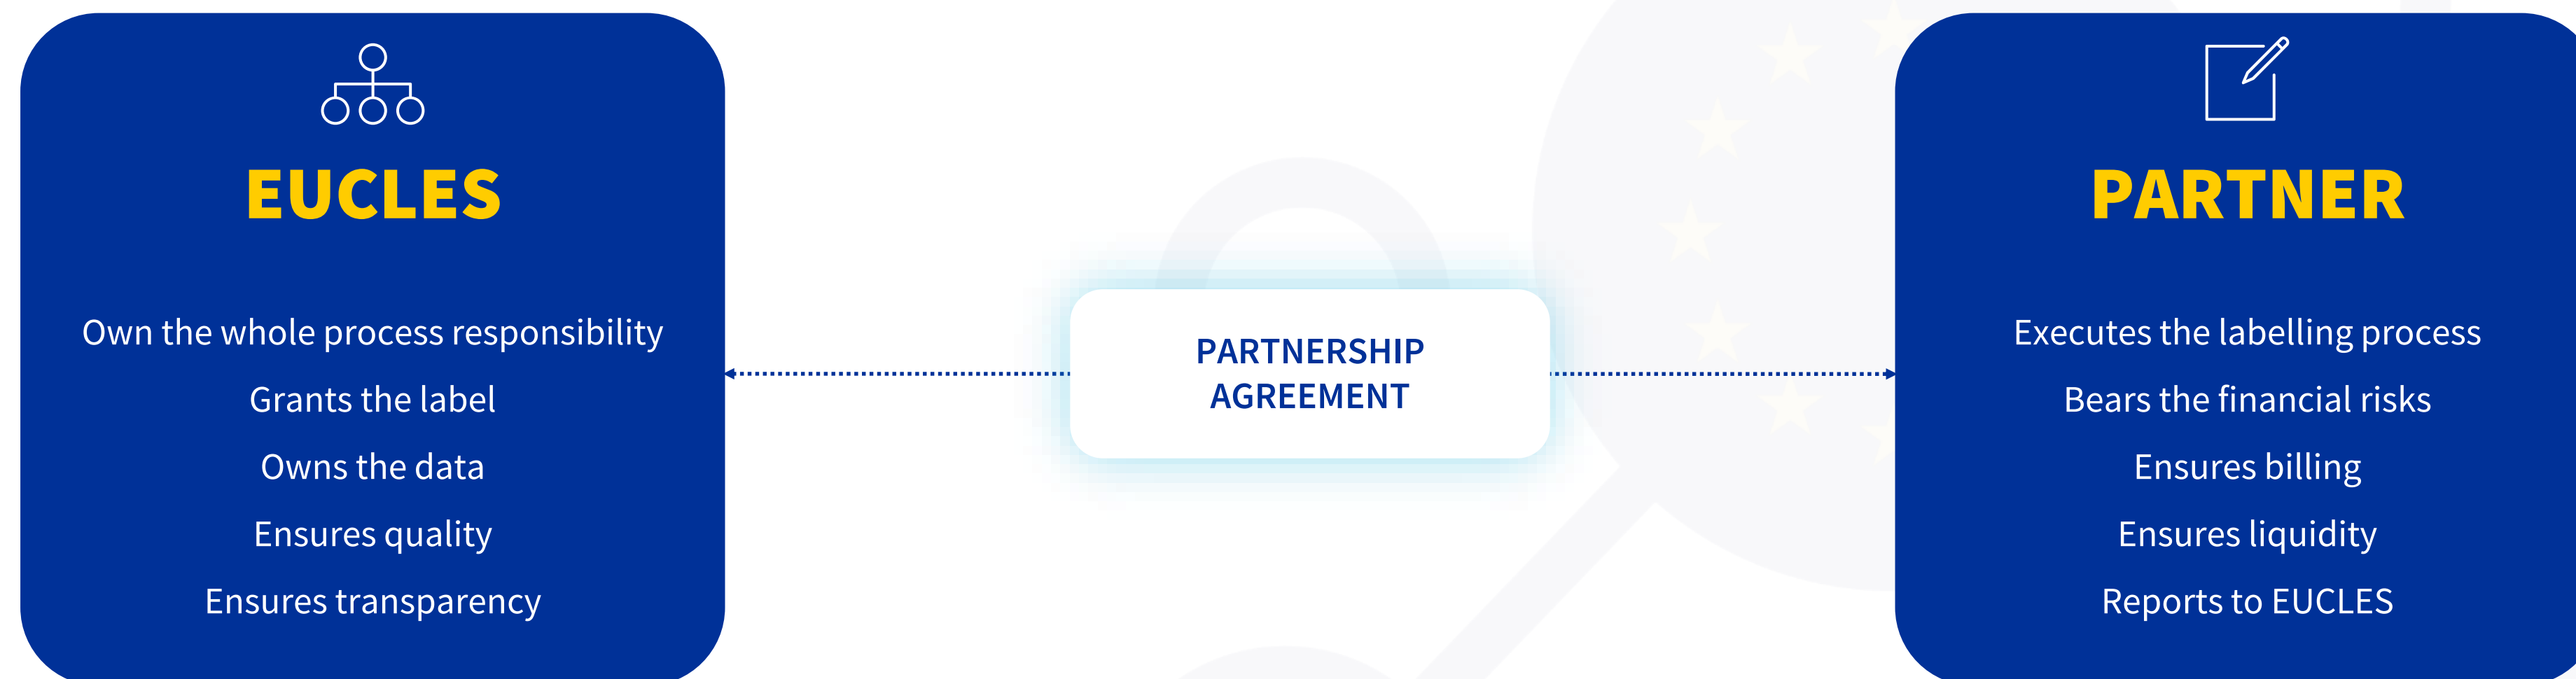 EUCLES
Own the whole process responsibility
Grants the label
Owns the data
Ensures quality
Ensures transparency
PARTNERSHIP
AGREEMENT
PARTNER
Executes the labelling process
Bears the financial risks
Ensures billing
Ensures liquidity
Reports to EUCLES